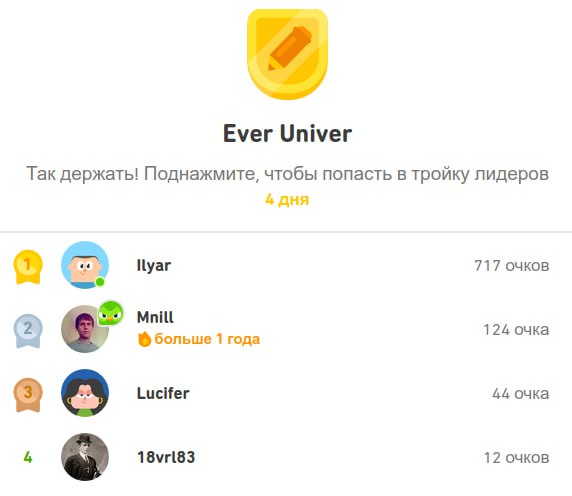 Ever Univer
Так держать! Поднажмите, чтобы попасть в тройку лидеров
4 дня
1 Ilyar 717 очков
2 Mnill 124 очка
больше 1 года
3 Lucifer 44 очка
4 18vrl83 12 очков